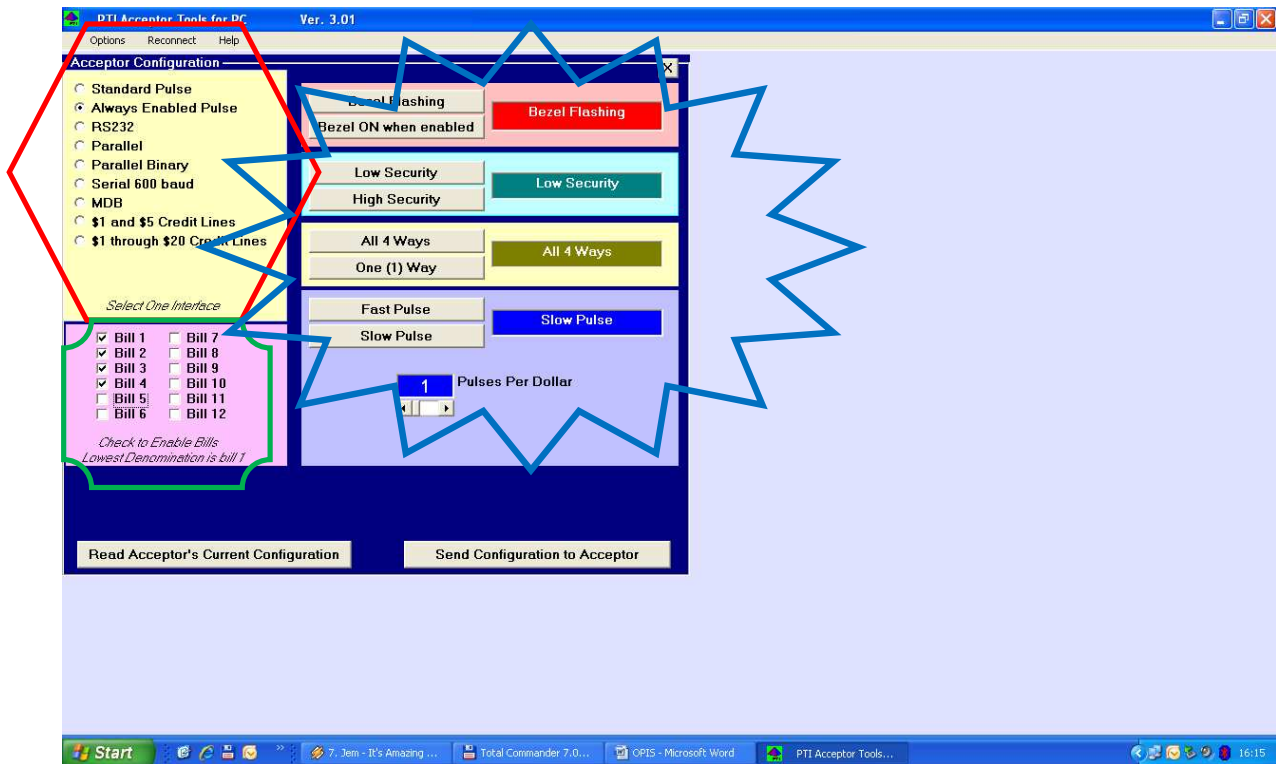 PTI Acceptor Tools for PC Ver. 3.01
Options Reconnect Help
Acceptor Configuration
Standard Pulse
Always Enabled Pulse
RS232
Parallel
Parallel Binary
Serial 600 baud
MDB
$1 and $5 Credit Lines
$1 through $20 Credit Lines
Select One Interface
Bill 1 Bill 7
Bill 2 Bill 8
Bill 3 Bill 9
Bill 4 Bill 10
Bill 5 Bill 11
Bill 6 Bill 12
Check to Enable Bills
Lowest Denomination is bill 1
Bezel Flashing
Bezel ON when enabled
Bezel Flashing
Low Security
High Security
Low Security
All 4 Ways
One (1) Way
All 4 Ways
Fast Pulse
Slow Pulse
Slow Pulse
1 Pulses Per Dollar
Read Acceptor's Current Configuration
Send Configuration to Acceptor
Start
7. Jem - It's Amazing ...
Total Commander 7.0...
OPIS - Microsoft Word
PTI Acceptor Tools...
16:15